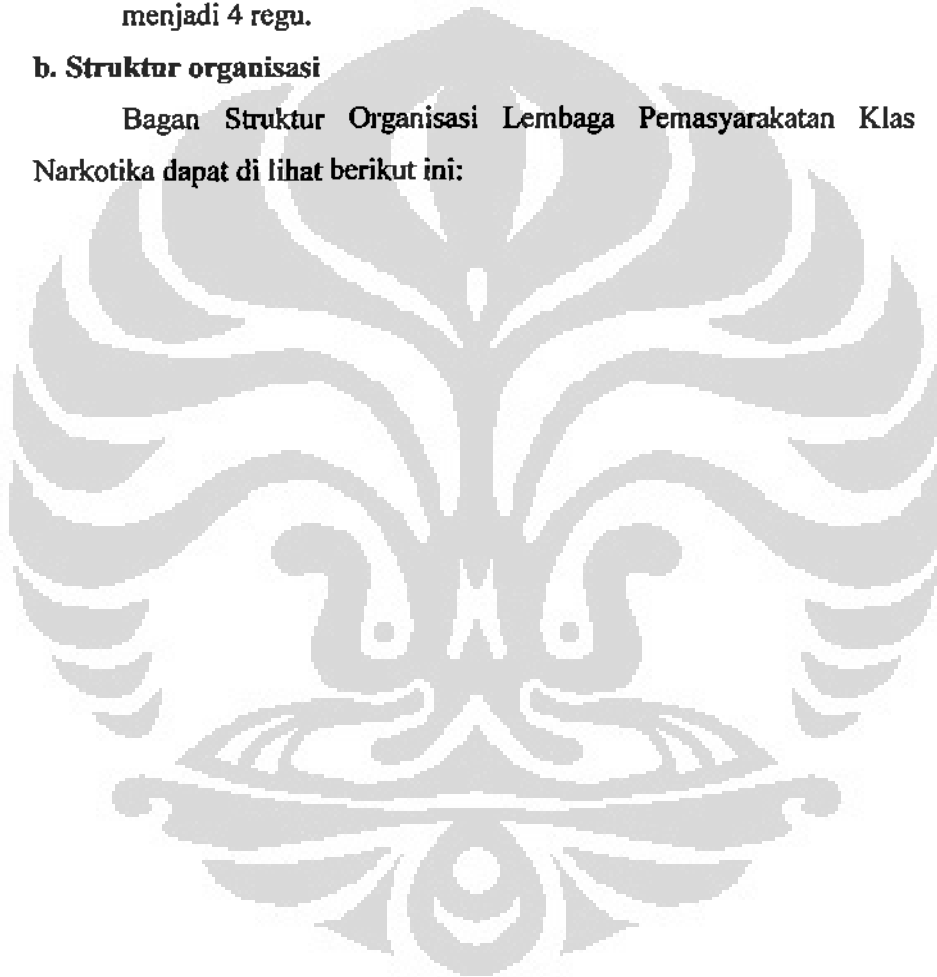 menjadi 4 regu.
b. Struktur organisasi
Bagan Struktur Organisasi Lembaga Pemasyarakatan Klas
Narkotika dapat di lihat berikut ini: